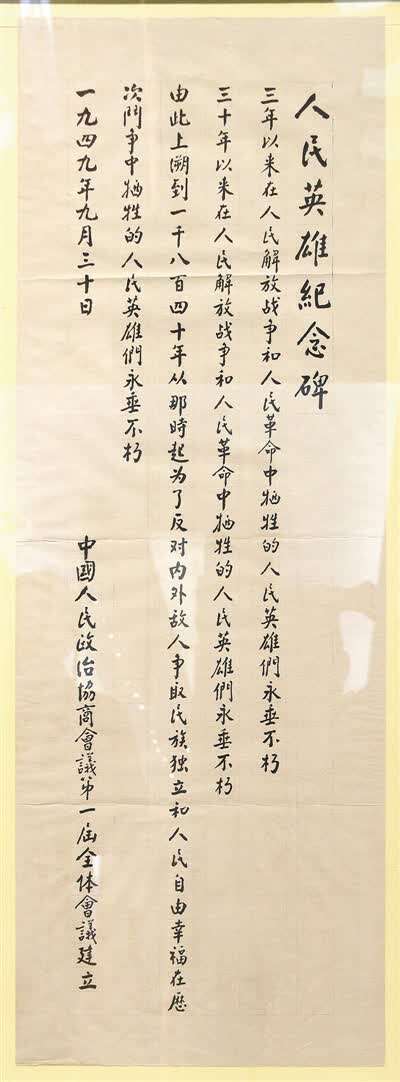 人民英雄紀念碑
三年以来在人民解放战争和人民革命中牺牲的人民英雄們永垂不朽
三十年以来在人民解放战争和人民革命中牺牲的人民英雄們永垂不朽
由此上溯到一千八百四十年从那時起为了反对内外敌人争取民族独立和人民自由幸福在歷
次鬥争中牺牲的人民英雄們永垂不朽
一九四九年九月三十日
中國人民政治協商會議第一屆全体會議建立